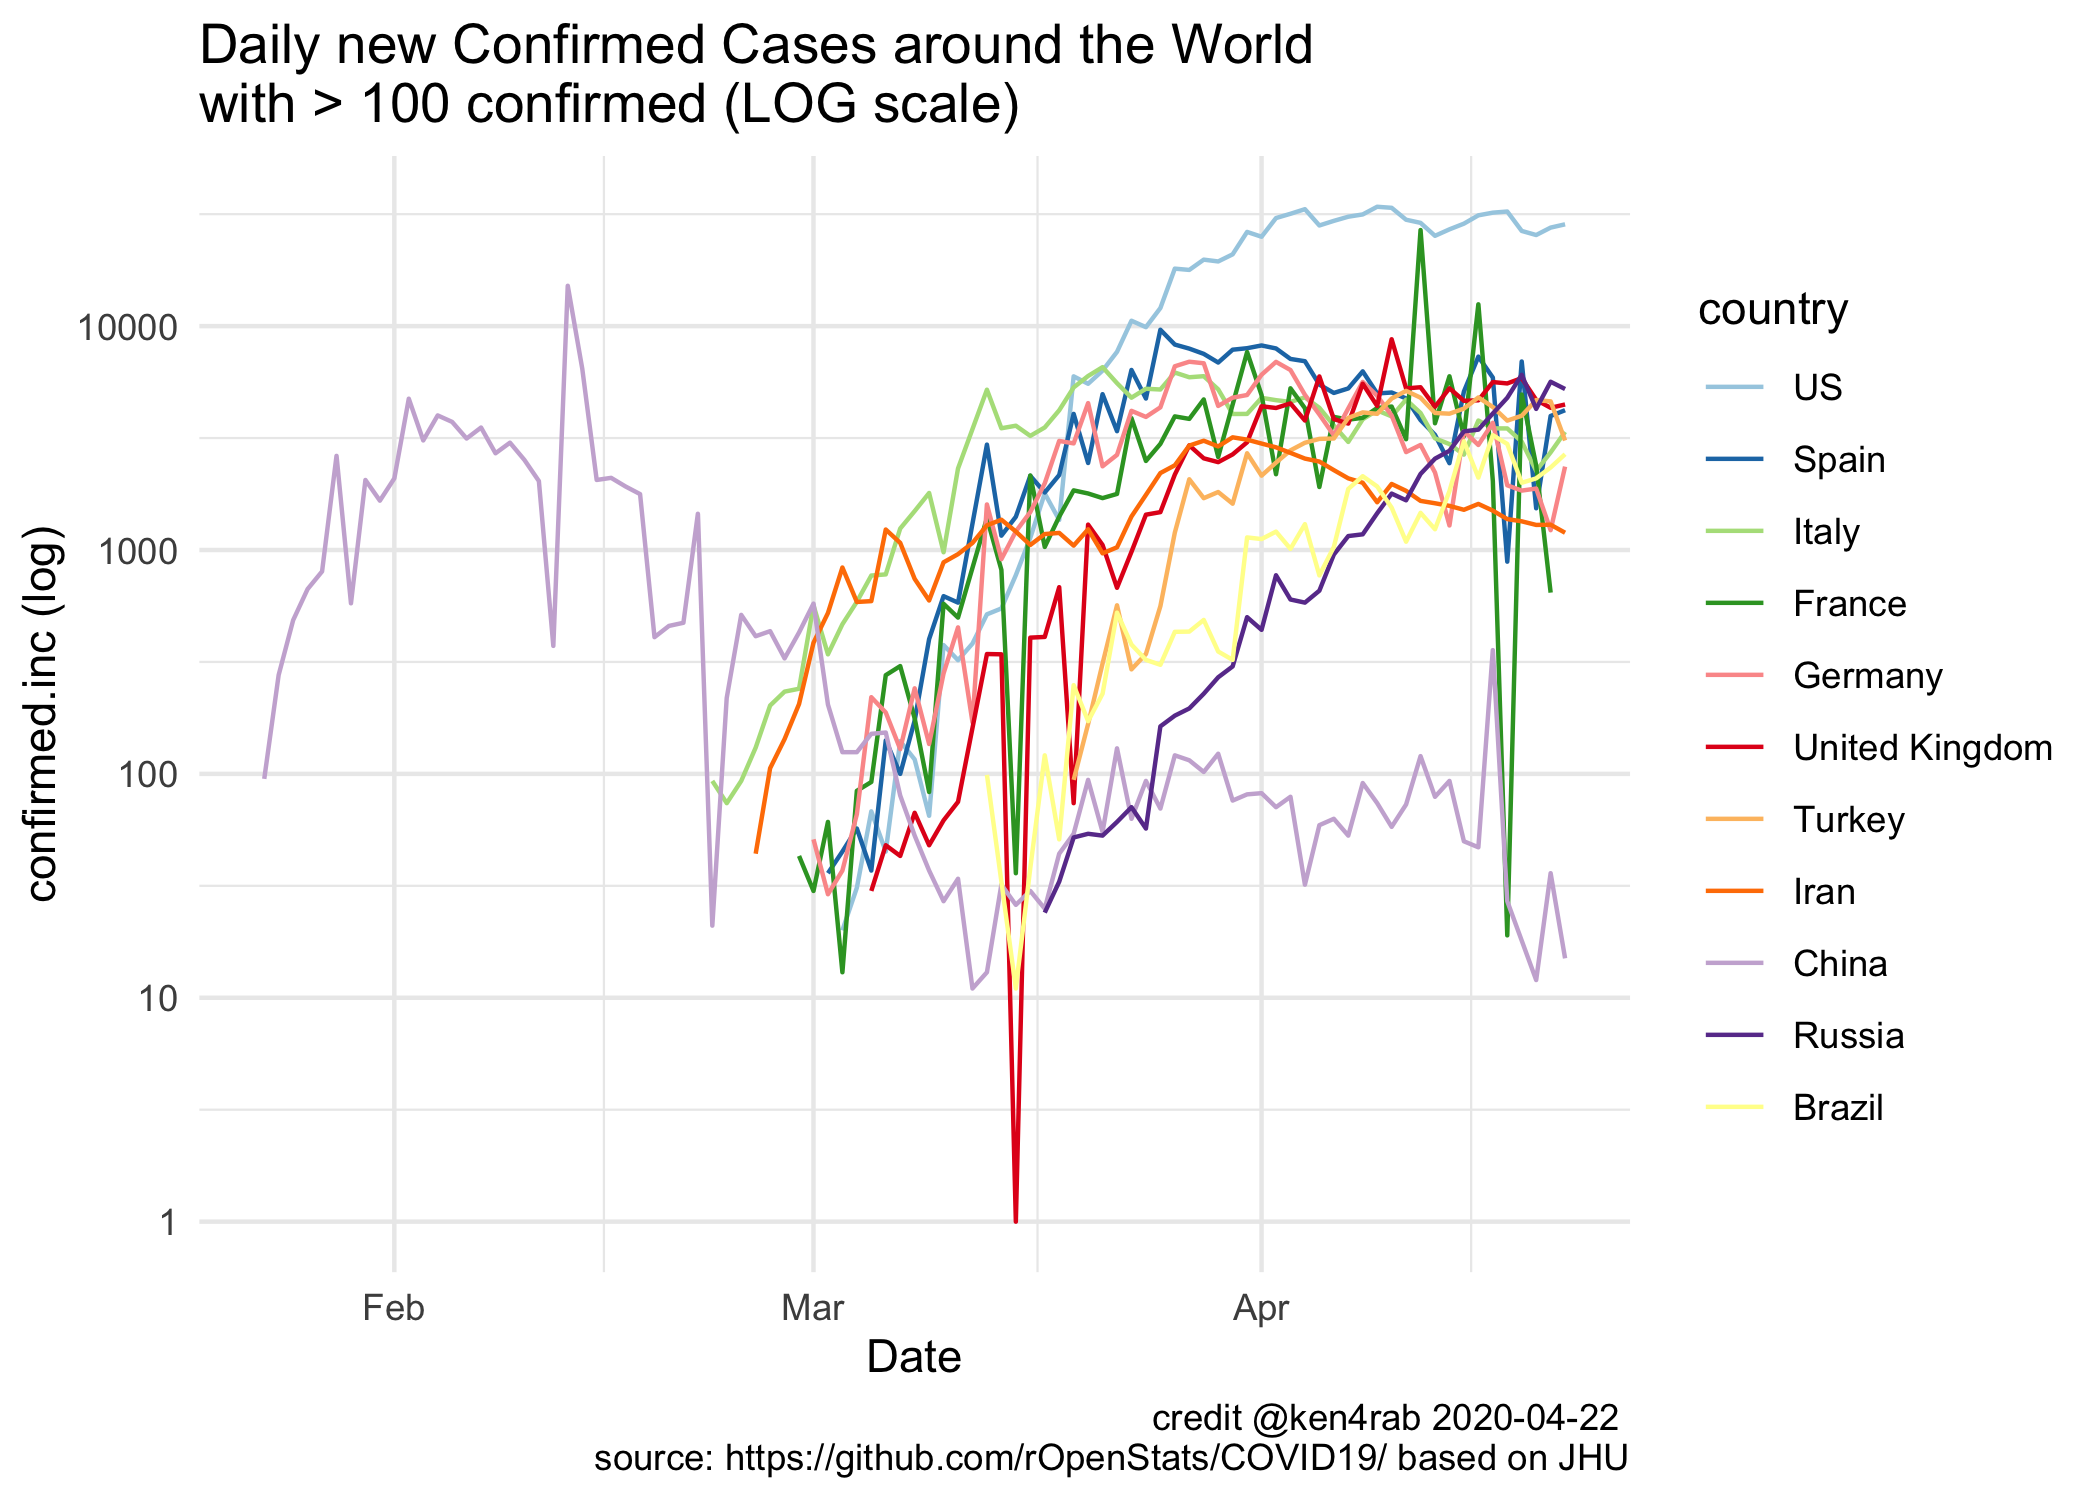 Daily new Confirmed Cases around the World
with > 100 confirmed (LOG scale)
confirmed.inc (log)
10000
1000
100
10
1
Feb
Mar
Apr
Date
country
US
Spain
Italy
France
Germany
United Kingdom
Turkey
Iran
China
Russia
Brazil
credit @ken4rab 2020-04-22
source: https://github.com/rOpenStats/COVID19/ based on JHU